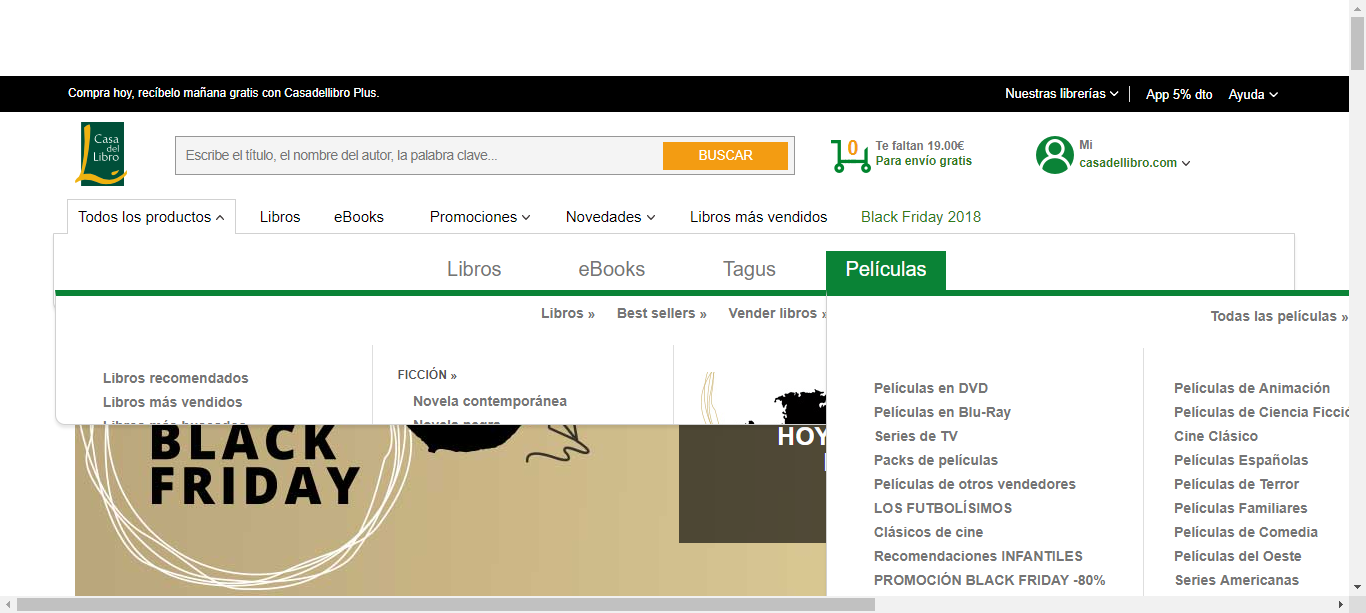 Compra hoy, recíbelo mañana gratis con Casadellibro Plus.
Nuestras librerías
App 5% dto
Ayuda
Casa
del
Libro
Escribe el título, el nombre del autor, la palabra clave...
BUSCAR
0
Te faltan 19.00€
Para envío gratis
Mi
casadellibro.com
Todos los productos
Libros
eBooks
Promociones
Novedades
Libros más vendidos
Black Friday 2018
Libros
eBooks
Tagus
Películas
Libros »
Best sellers »
Vender libros »
Todas las películas »
Libros recomendados
Libros más vendidos
Libros más buscados
FICCIÓN »
Novela contemporánea
Novela negra
Películas en DVD
Películas en Blu-Ray
Series de TV
Packs de películas
Películas de otros vendedores
LOS FUTBOLÍSIMOS
Clásicos de cine
Recomendaciones INFANTILES
PROMOCIÓN BLACK FRIDAY -80%
Películas de Animación
Películas de Ciencia Ficcio
Cine Clásico
Películas Españolas
Películas de Terror
Películas Familiares
Películas de Comedia
Películas del Oeste
Series Americanas
BLACK
FRIDAY
HOY